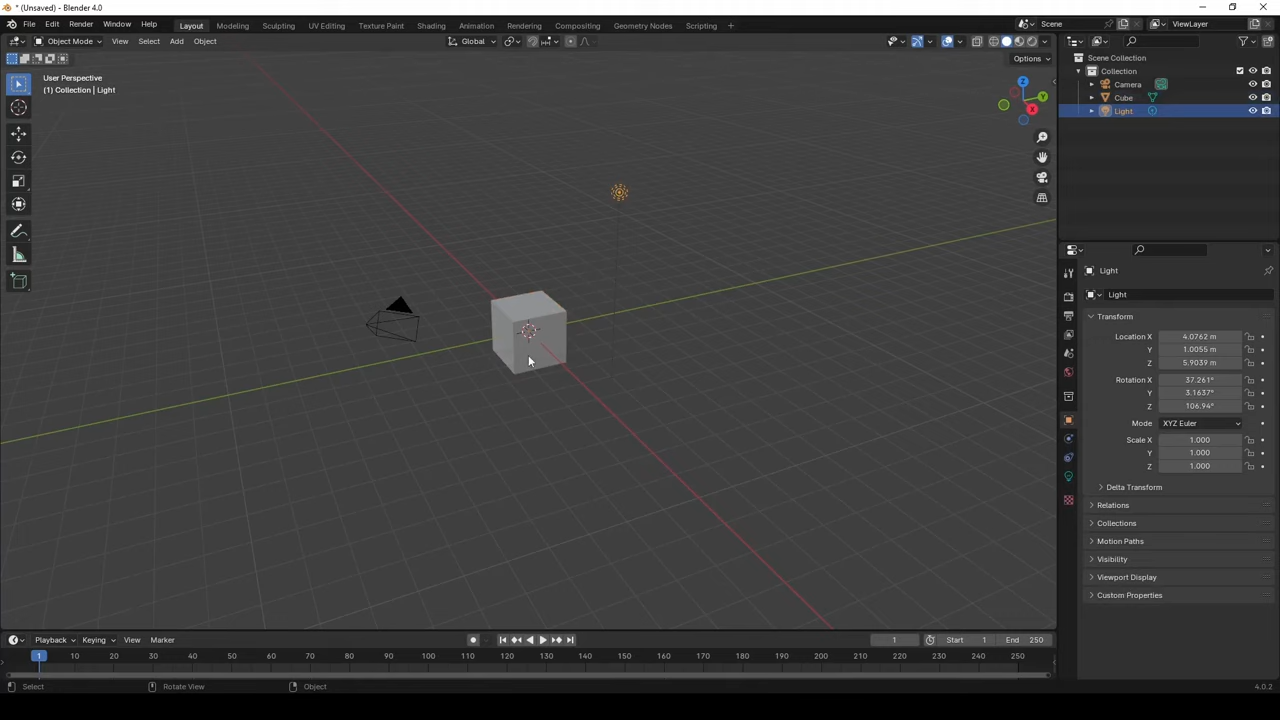 * (Unsaved) - Blender 4.0
File Edit Render Window Help Layout Modeling Sculpting UV Editing Texture Paint Shading Animation Rendering Compositing Geometry Nodes Scripting + Scene ViewLayer
Object Mode View Select Add Object Global
Options
User Perspective
(1) Collection | Light
Z
Y
X
Scene Collection
Collection
Camera
Cube
Light
Light
Light
Transform
Location X 4.0762 m
Y 1.0055 m
Z 5.9039 m
Rotation X 37.261°
Y 3.1637°
Z 106.94°
Mode XYZ Euler
Scale X 1.000
Y 1.000
Z 1.000
Delta Transform
Relations
Collections
Motion Paths
Visibility
Viewport Display
Custom Properties
Playback Keying View Marker 1 Start 1 End 250
1 10 20 30 40 50 60 70 80 90 100 110 120 130 140 150 160 170 180 190 200 210 220 230 240 250
Select Rotate View Object 4.0.2